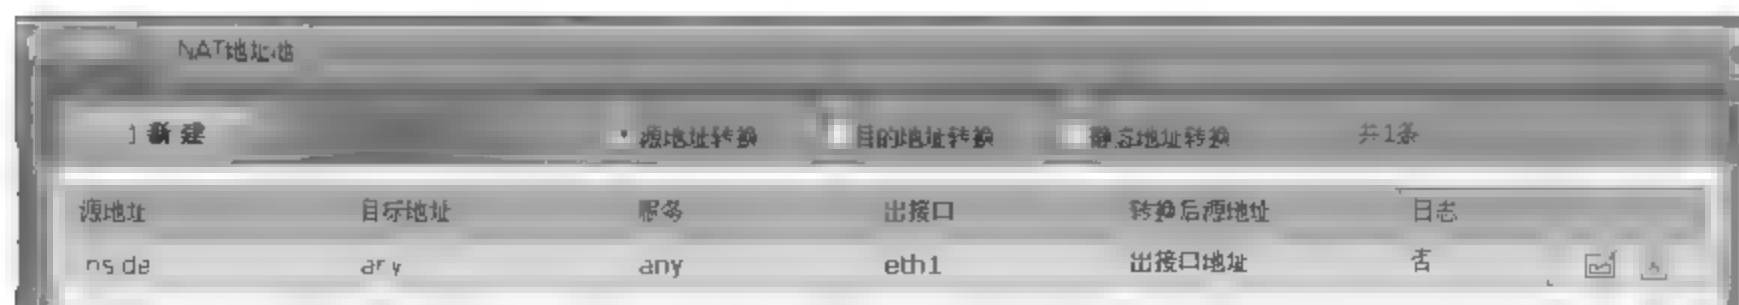 NAT地址池
新建 源地址转换 目的地址转换 静态地址转换 共1条
源地址 目标地址 服务 出接口 转换后源地址 日志
inside any any eth1 出接口地址 否